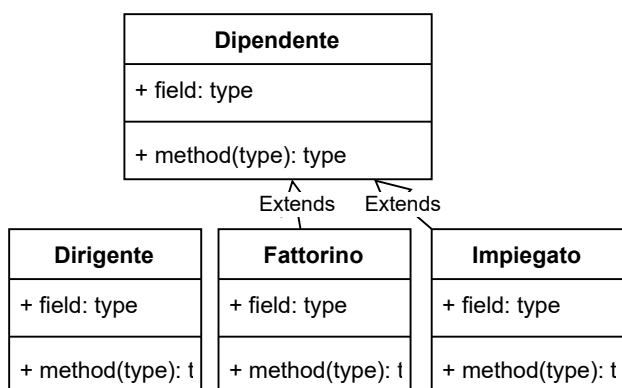 Dipendente
+ field: type
+ method(type): type
Extends
Extends
Dirigente
+ field: type
+ method(type): t
Fattorino
+ field: type
+ method(type): t
Impiegato
+ field: type
+ method(type): t